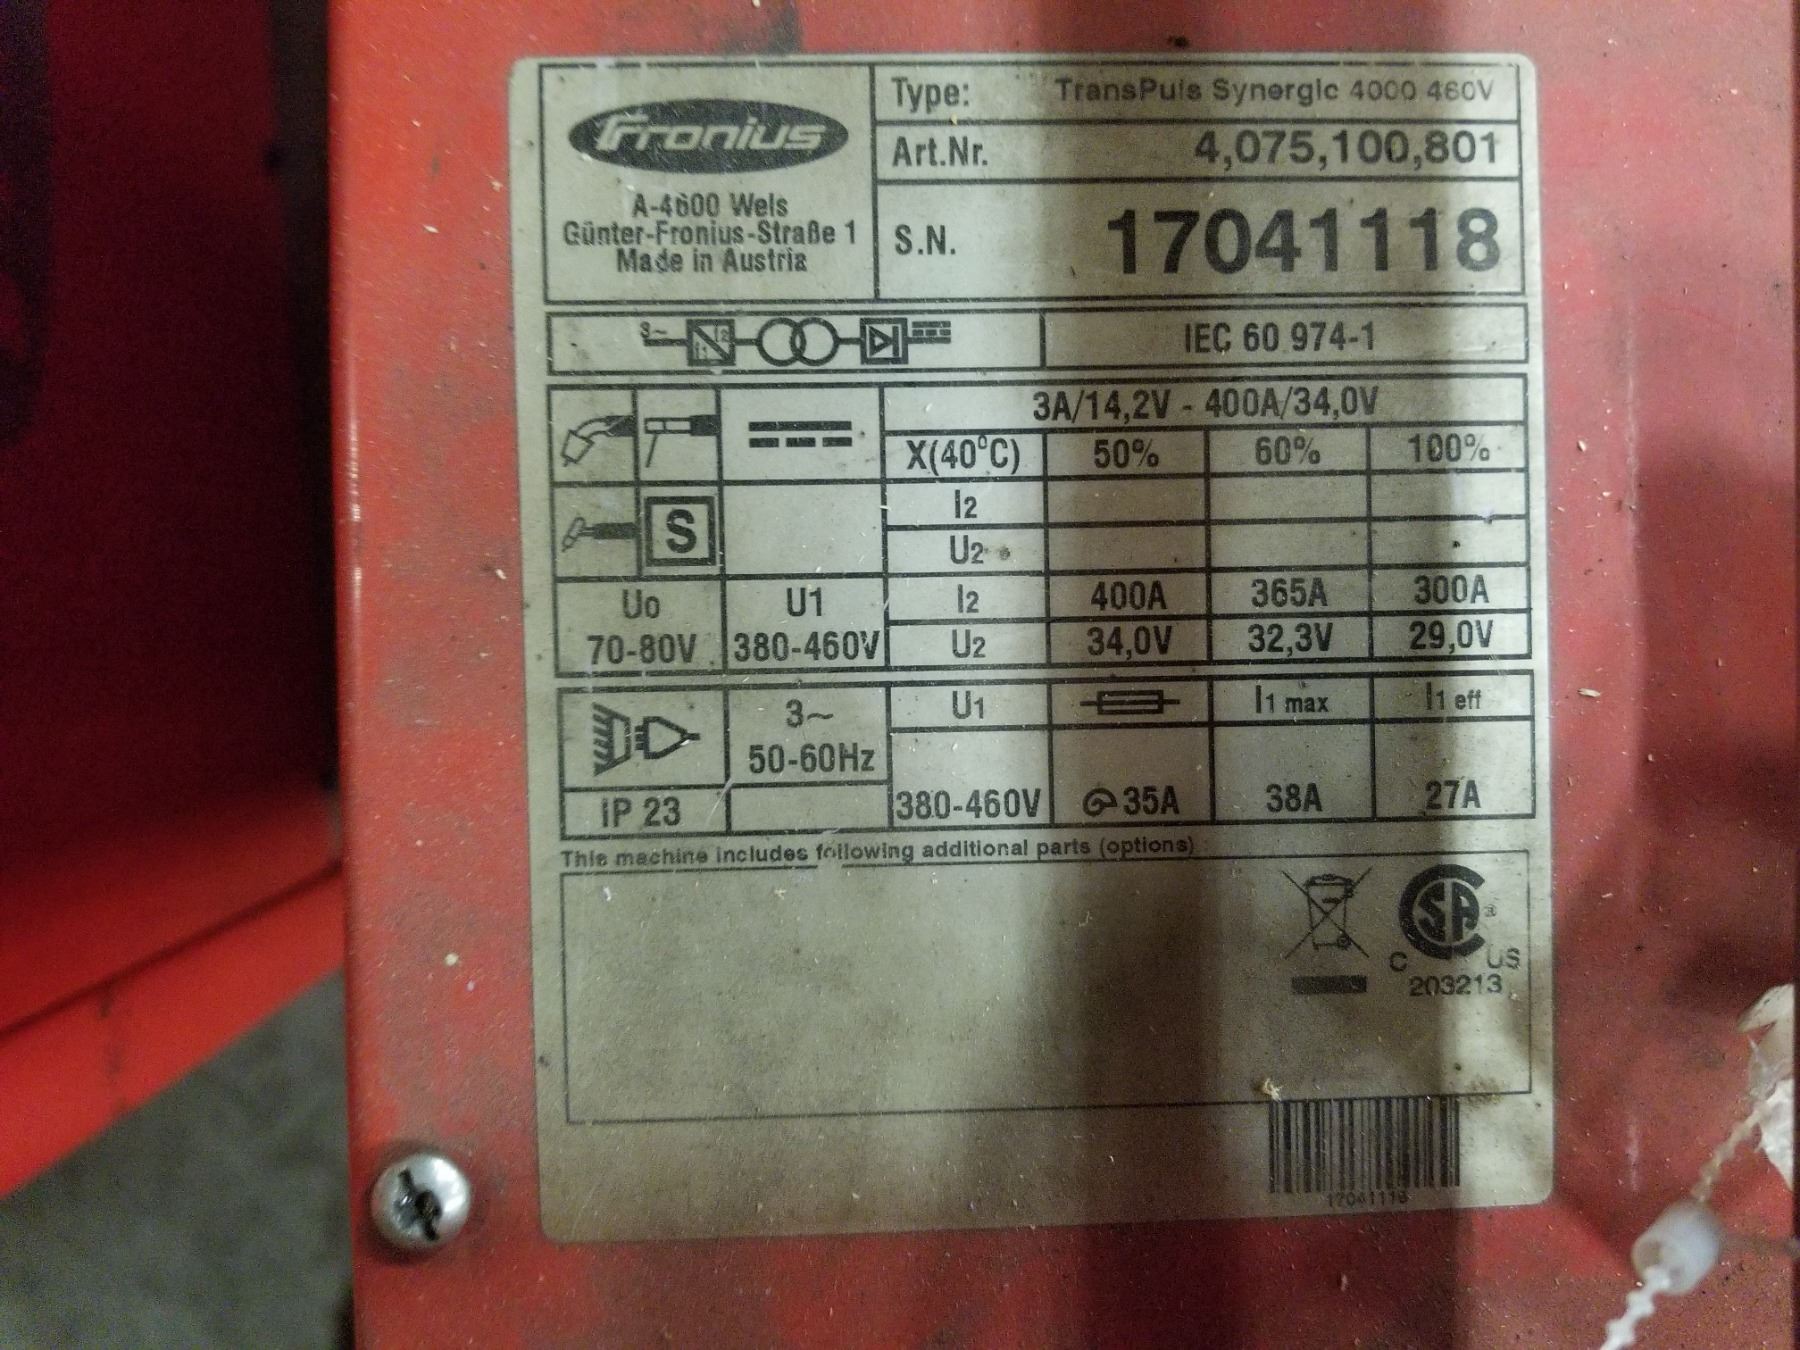 Fronius
A-4600 Wels
Günter-Fronius-Straße 1
Made in Austria
Type: TransPuls Synergic 4000 460V
Art.Nr. 4,075,100,801
S.N. 17041118
3~
IEC 60 974-1
3A/14,2V - 400A/34,0V
X(40°C) 50% 60% 100%
I2
S
U2
Uo U1 I2 400A 365A 300A
70-80V 380-460V U2 34,0V 32,3V 29,0V
3~ U1 I1 max I1 eff
50-60Hz
IP 23 380-460V 35A 38A 27A
This machine includes following additional parts (options)
CSA®
C US
203213
17041118